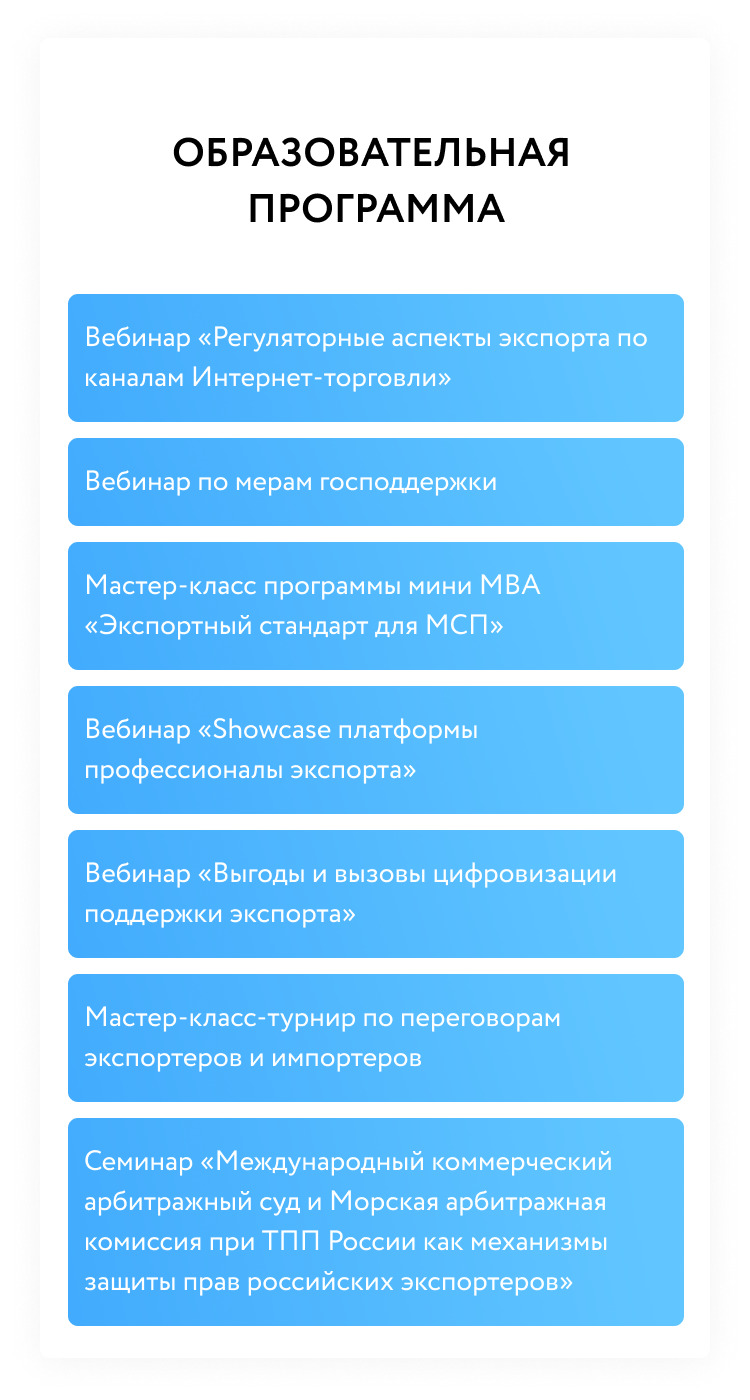 ОБРАЗОВАТЕЛЬНАЯ
ПРОГРАММА
Вебинар «Регуляторные аспекты экспорта по
каналам Интернет-торговли»
Вебинар по мерам господдержки
Мастер-класс программы мини MBA
«Экспортный стандарт для МСП»
Вебинар «Showcase платформы
профессионалы экспорта»
Вебинар «Выгоды и вызовы цифровизации
поддержки экспорта»
Мастер-класс-турнир по переговорам
экспортеров и импортеров
Семинар «Международный коммерческий
арбитражный суд и Морская арбитражная
комиссия при ТПП России как механизмы
защиты прав российских экспортеров»